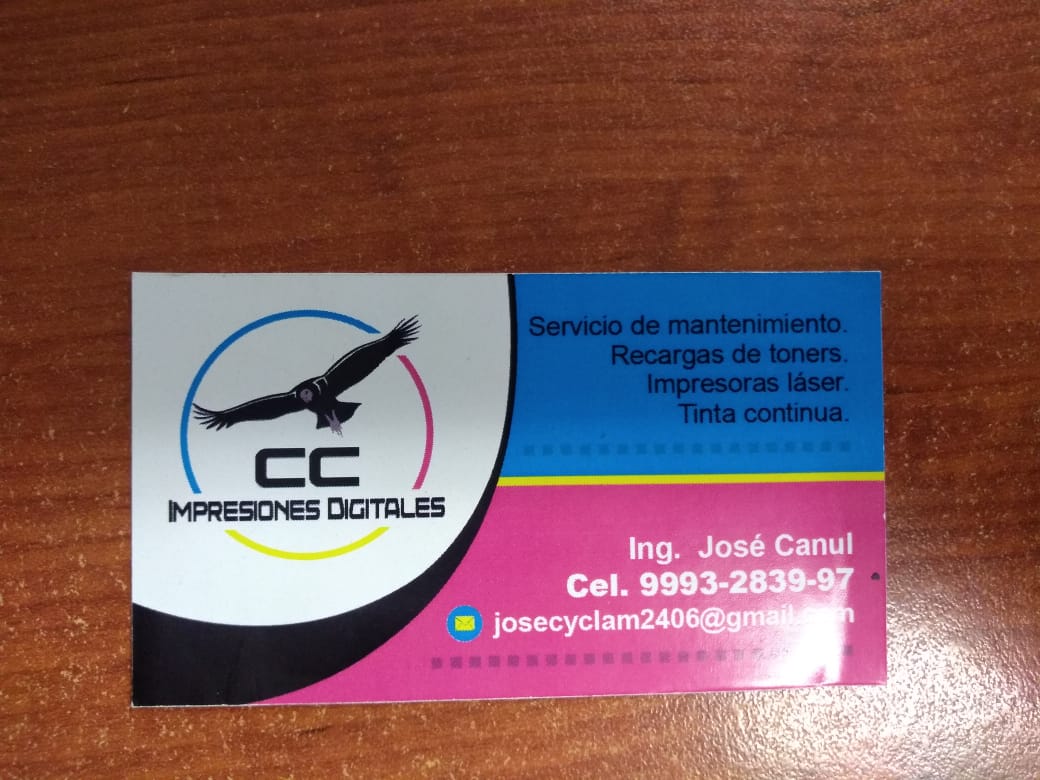 CC
IMPRESIONES DIGITALES
Servicio de mantenimiento.
Recargas de toners.
Impresoras láser.
Tinta continua.
Ing. José Canul
Cel. 9993-2839-97
josecyclam2406@gmail.com